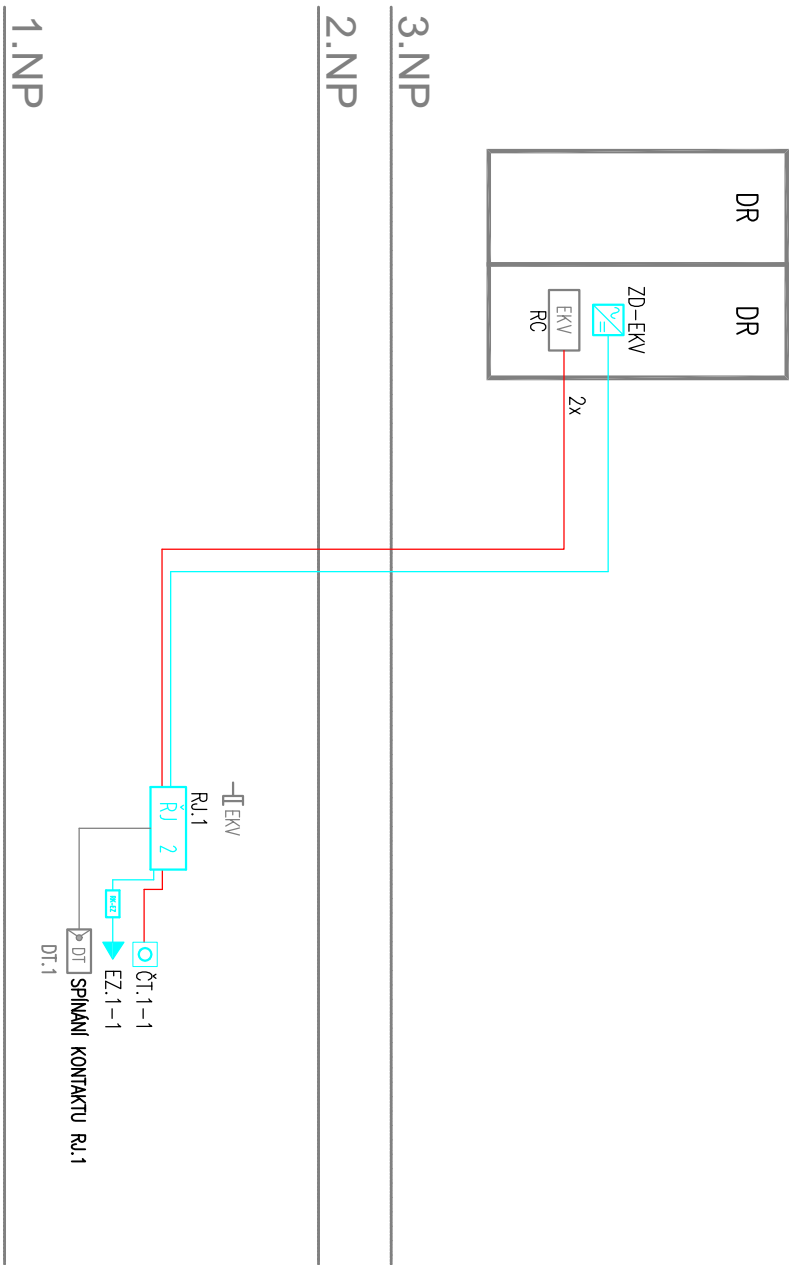 3.NP
DR
DR
ZD-EKV
EKV
RC
2x
2.NP
1.NP
EKV
RJ.1
ŘJ 2
ČT.1-1
EZ.1-1
DT
DT.1
SPÍNÁNÍ KONTAKTU RJ.1